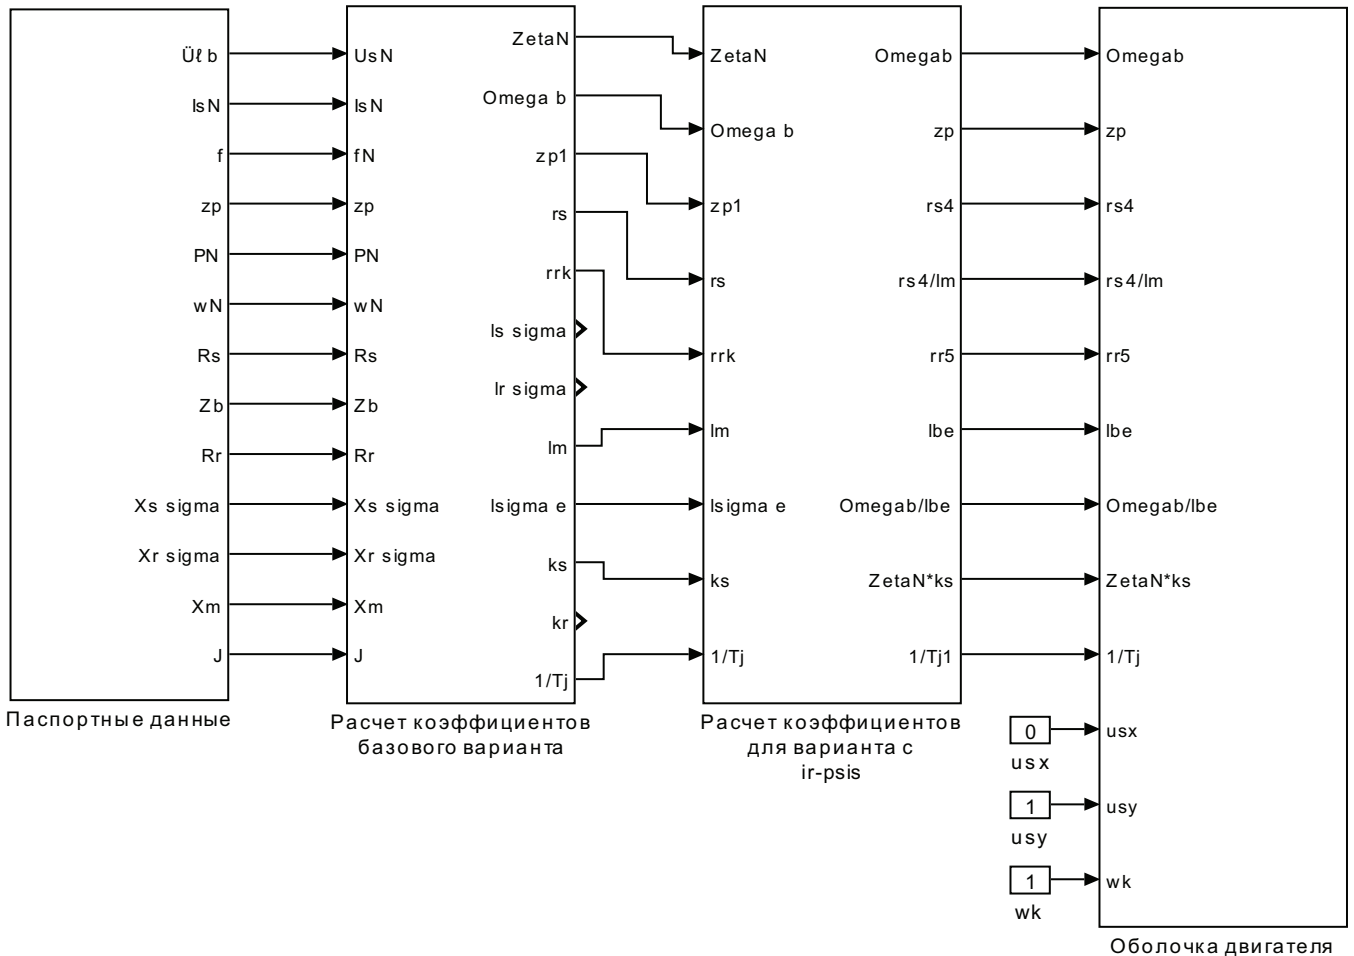 Üł b
IsN
f
zp
PN
wN
Rs
Zb
Rr
Xs sigma
Xr sigma
Xm
J
Паспортные данные
UsN
IsN
fN
zp
PN
wN
Rs
Zb
Rr
Xs sigma
Xr sigma
Xm
J
ZetaN
Omega b
zp1
rs
rrk
ls sigma
lr sigma
lm
lsigma e
ks
kr
1/Tj
Расчет коэффициентов
базового варианта
ZetaN
Omega b
zp1
rs
rrk
lm
lsigma e
ks
1/Tj
Omegab
zp
rs4
rs4/lm
rr5
lbe
Omegab/lbe
ZetaN*ks
1/Tj1
Расчет коэффициентов
для варианта с
ir-psis
Omegab
zp
rs4
rs4/lm
rr5
lbe
Omegab/lbe
ZetaN*ks
1/Tj
usx
usy
wk
0
usx
1
usy
1
wk
Оболочка двигателя